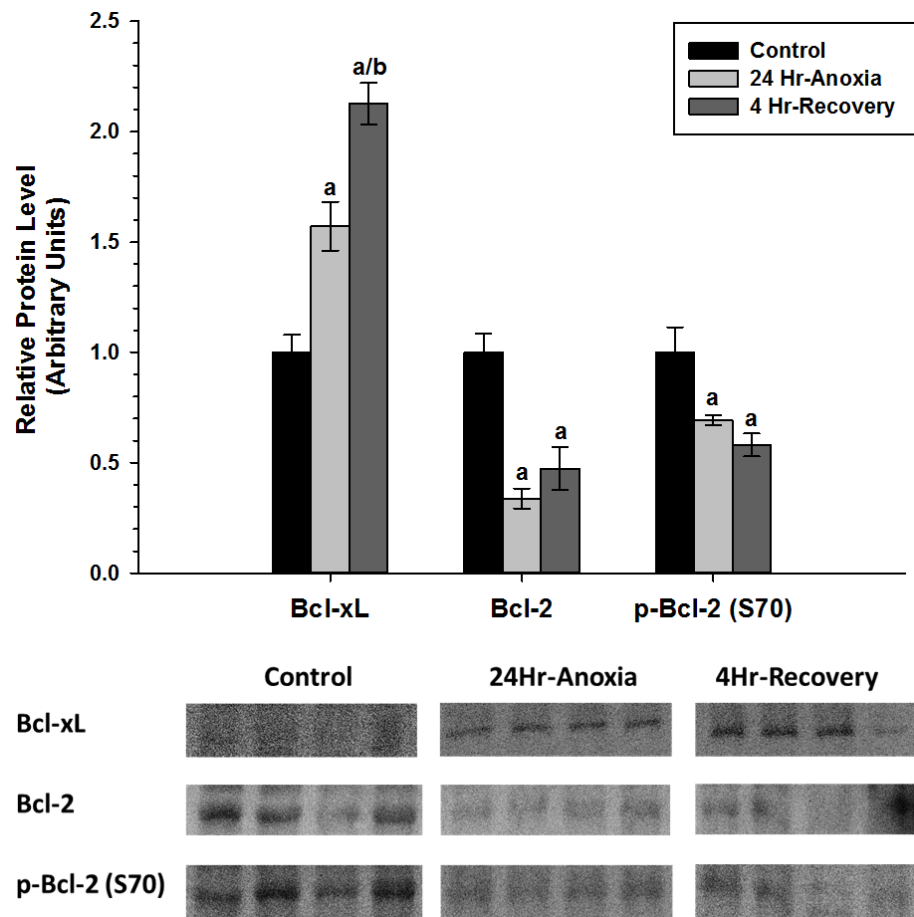 2.5
2.0
1.5
1.0
0.5
0.0
Relative Protein Level
(Arbitrary Units)
Control
24 Hr-Anoxia
4 Hr-Recovery
a
a/b
a
a
a
a
Bcl-xL
Bcl-2
p-Bcl-2 (S70)
Control
24Hr-Anoxia
4Hr-Recovery
Bcl-xL
Bcl-2
p-Bcl-2 (S70)